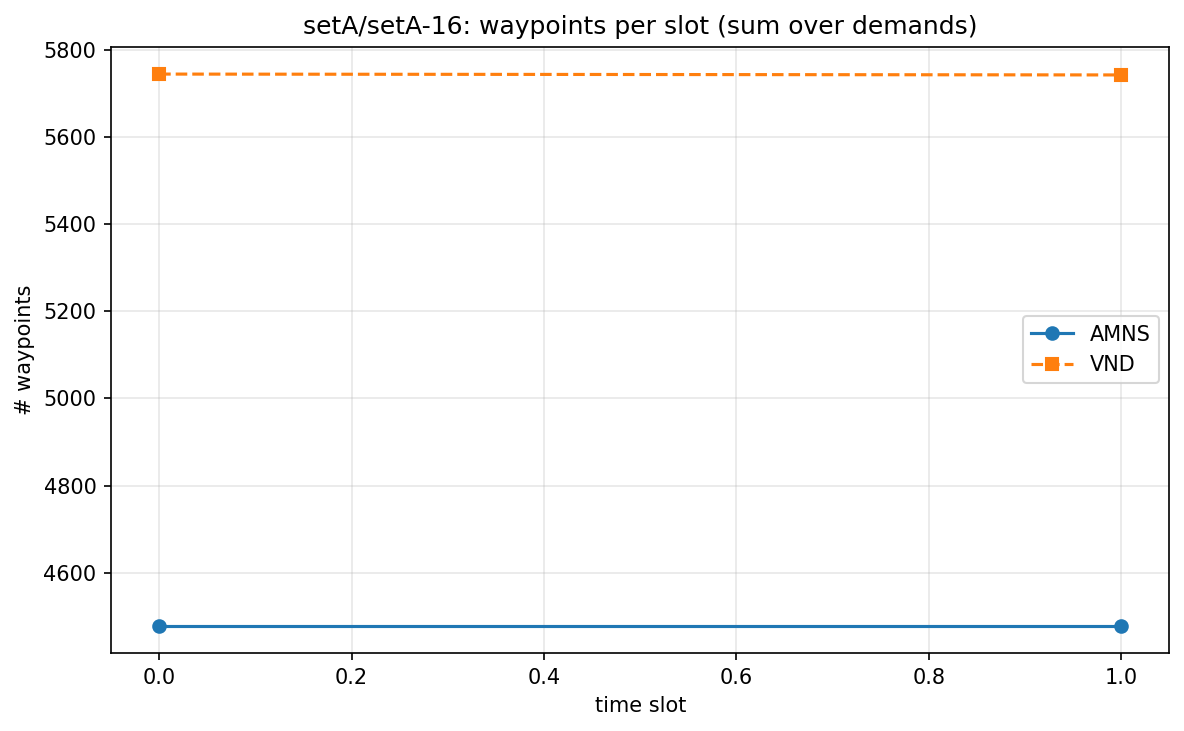 setA/setA-16: waypoints per slot (sum over demands)
5800
5600
5400
5200
5000
4800
4600
# waypoints
AMNS
VND
0.0 0.2 0.4 0.6 0.8 1.0
time slot